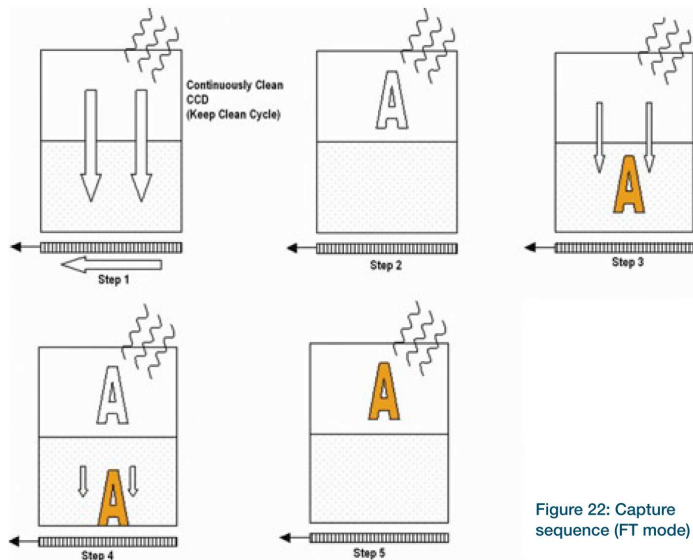 Continuously Clean
CCD
(Keep Clean Cycle)
A
A
Step 1
Step 2
Step 3
A
A
A
Step 4
Step 5
Figure 22: Capture
sequence (FT mode)